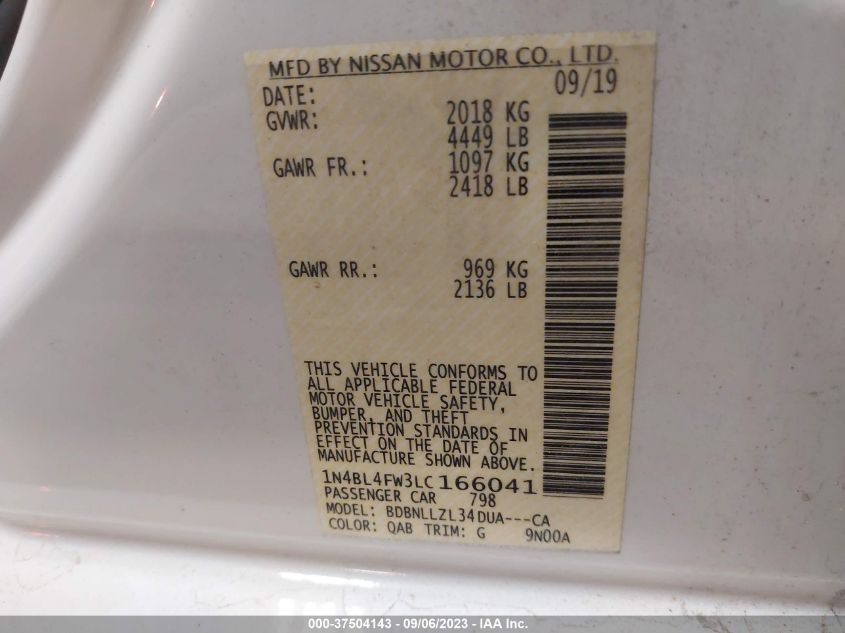 MFD BY NISSAN MOTOR CO., LTD.
DATE: 09/19
GVWR: 2018 KG
4449 LB
GAWR FR.: 1097 KG
2418 LB
GAWR RR.: 969 KG
2136 LB
THIS VEHICLE CONFORMS TO
ALL APPLICABLE FEDERAL
MOTOR VEHICLE SAFETY,
BUMPER, AND THEFT
PREVENTION STANDARDS IN
EFFECT ON THE DATE OF
MANUFACTURE SHOWN ABOVE.
1N4BL4FW3LC166041
PASSENGER CAR 798
MODEL: BDBNLLZL34DUA---CA
COLOR: QAB TRIM: G 9N00A
000-37504143 - 09/06/2023 - IAA Inc.